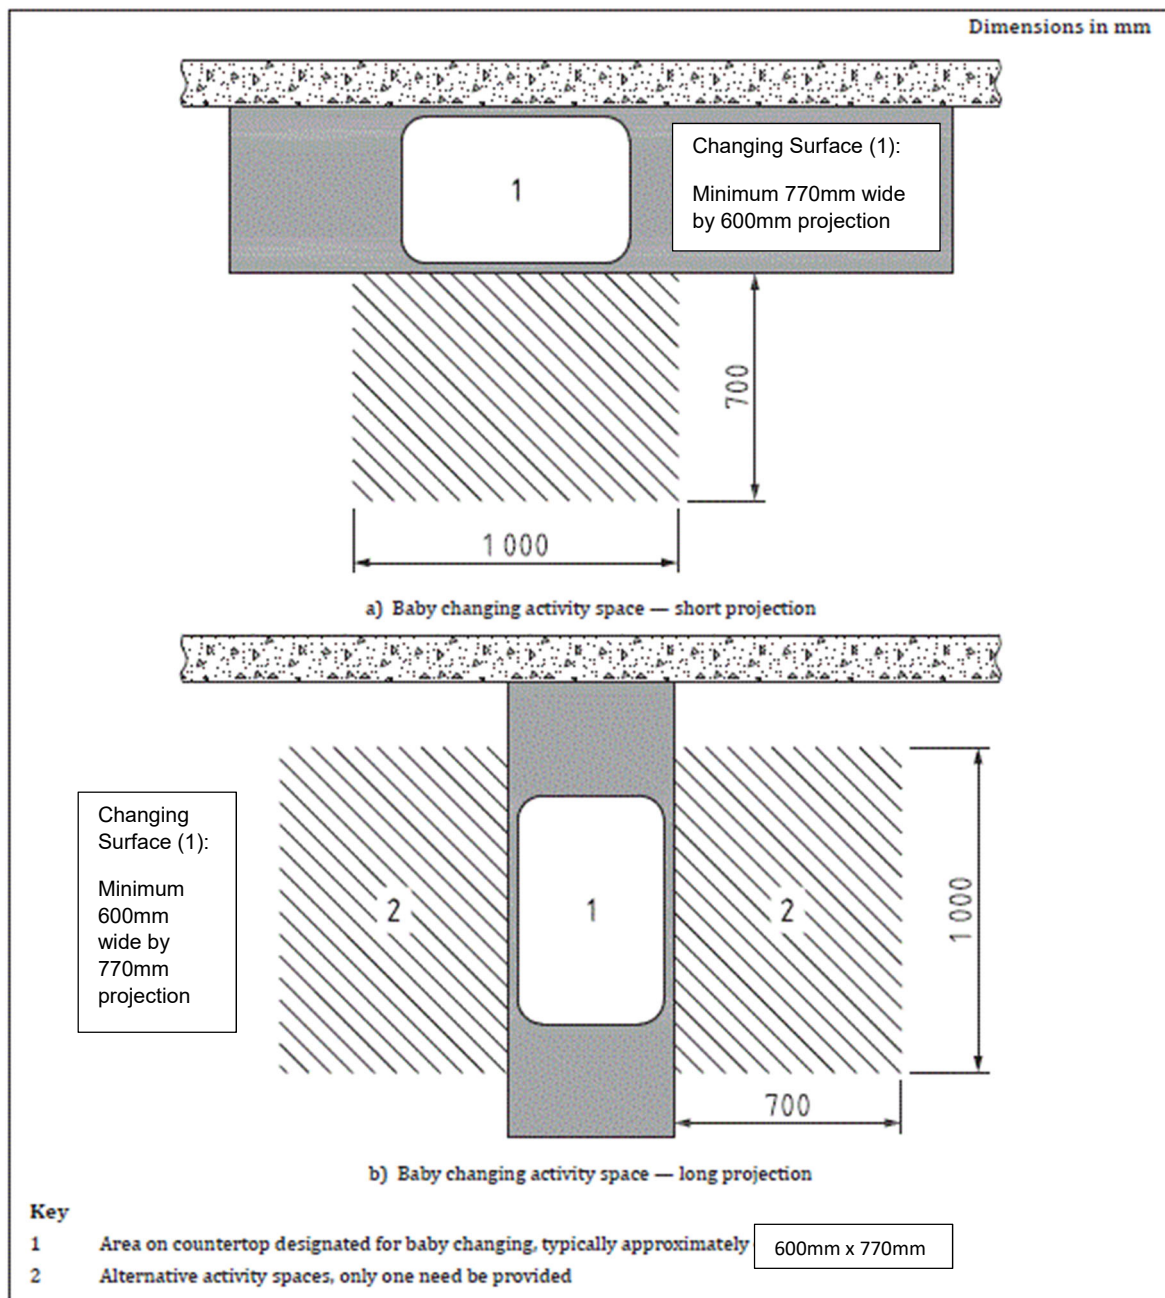 Dimensions in mm
1
Changing Surface (1):
Minimum 770mm wide
by 600mm projection
700
1 000
a) Baby changing activity space — short projection
Changing
Surface (1):
Minimum
600mm
wide by
770mm
projection
2
1
2
1 000
700
b) Baby changing activity space — long projection
Key
1 Area on countertop designated for baby changing, typically approximately 600mm x 770mm
2 Alternative activity spaces, only one need be provided